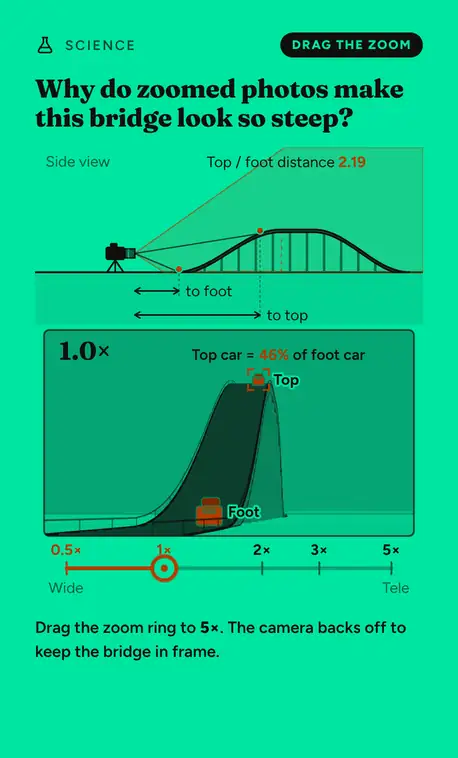 SCIENCE
DRAG THE ZOOM
Why do zoomed photos make
this bridge look so steep?
Side view
Top / foot distance 2.19
to foot
to top
1.0×
Top car = 46% of foot car
Top
Foot
0.5× 1× 2× 3× 5×
Wide Tele
Drag the zoom ring to 5×. The camera backs off to
keep the bridge in frame.